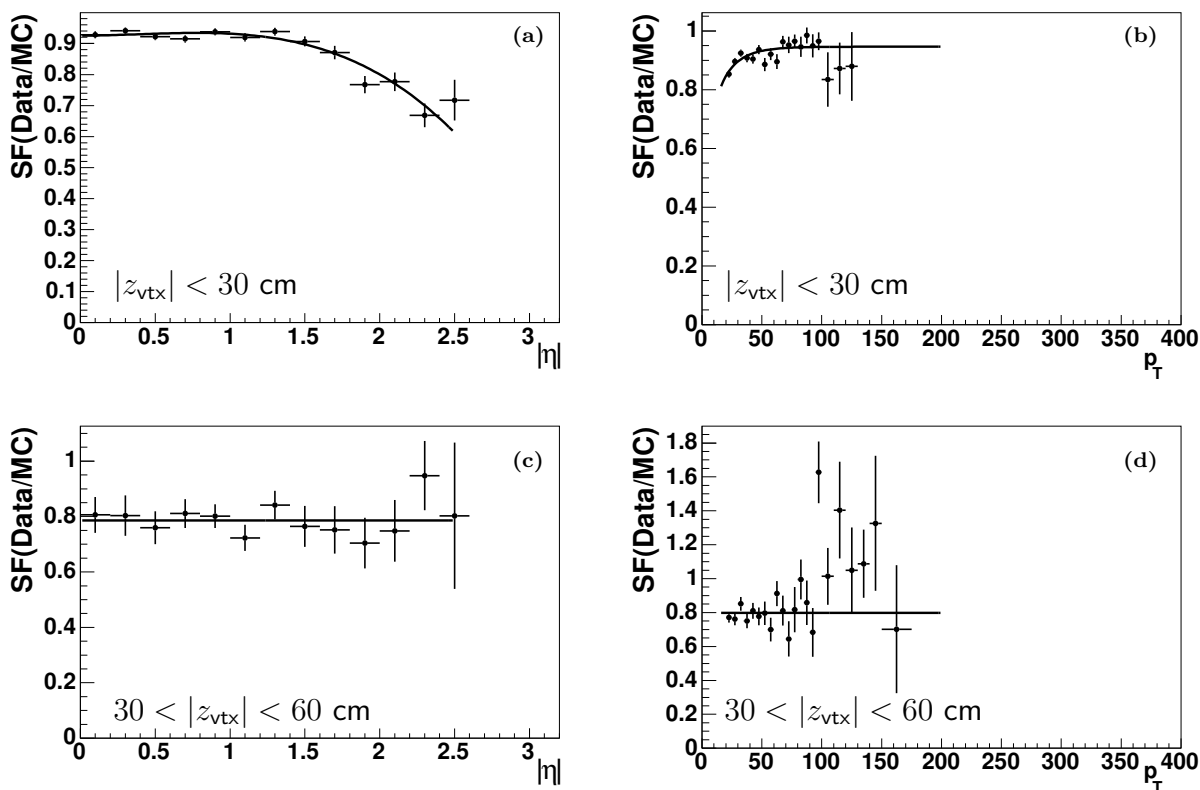 SF(Data/MC)
(a)
0.9
0.8
0.7
0.6
0.5
0.4
0.3
0.2
0.1
0
|z_vtx| < 30 cm
0 0.5 1 1.5 2 2.5 3
|η|
SF(Data/MC)
(b)
1
0.8
0.6
0.4
0.2
0
|z_vtx| < 30 cm
0 50 100 150 200 250 300 350 400
p_T
SF(Data/MC)
(c)
1
0.8
0.6
0.4
0.2
0
30 < |z_vtx| < 60 cm
0 0.5 1 1.5 2 2.5 3
|η|
SF(Data/MC)
(d)
1.8
1.6
1.4
1.2
1
0.8
0.6
0.4
0.2
0
30 < |z_vtx| < 60 cm
0 50 100 150 200 250 300 350 400
p_T